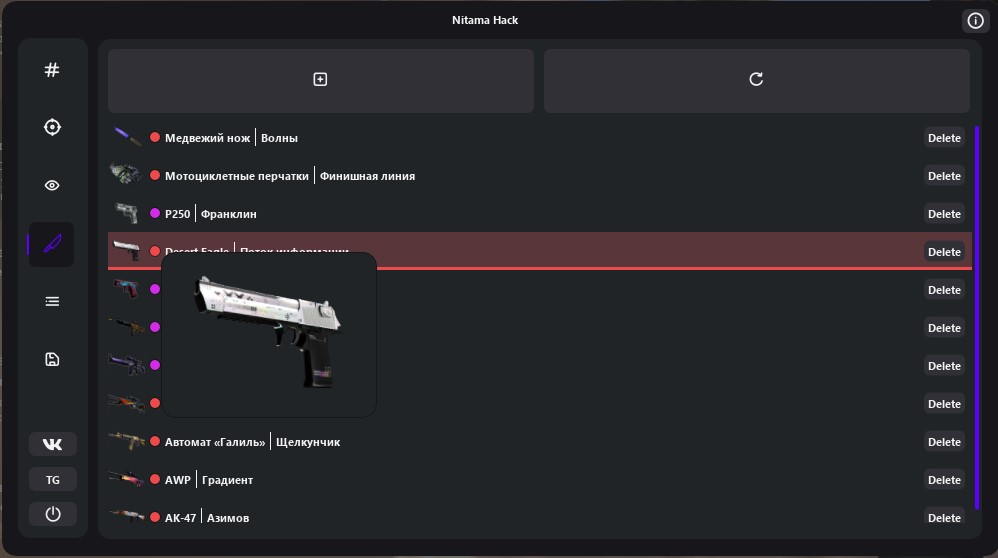 Nitama Hack
Медвежий нож | Волны Delete
Мотоциклетные перчатки | Финишная линия Delete
P250 | Франклин Delete
Desert Eagle | Поток информации Delete
Delete
Delete
Delete
Delete
Автомат «Галиль» | Щелкунчик Delete
AWP | Градиент Delete
TG
AK-47 | Азимов Delete